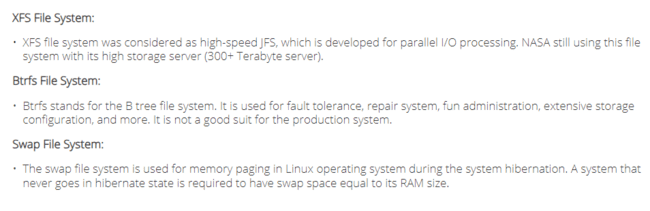 XFS File System:
• XFS file system was considered as high-speed JFS, which is developed for parallel I/O processing. NASA still using this file
system with its high storage server (300+ Terabyte server).
Btrfs File System:
• Btrfs stands for the B tree file system. It is used for fault tolerance, repair system, fun administration, extensive storage
configuration, and more. It is not a good suit for the production system.
Swap File System:
• The swap file system is used for memory paging in Linux operating system during the system hibernation. A system that
never goes in hibernate state is required to have swap space equal to its RAM size.